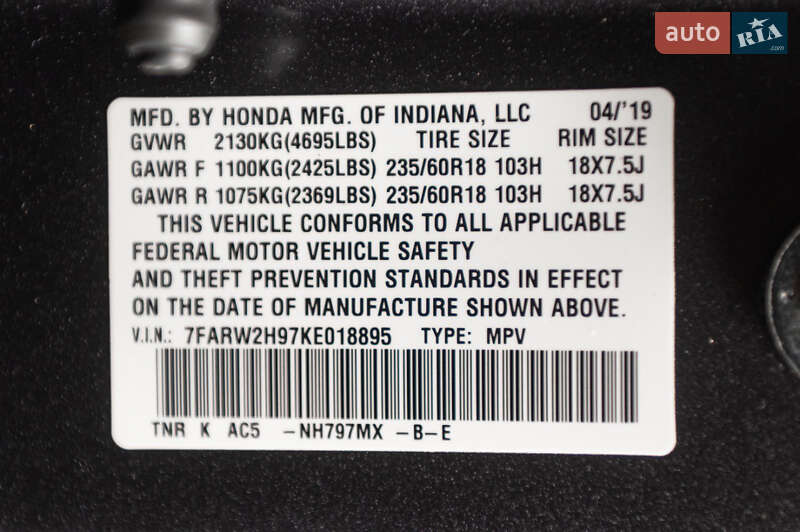 auto RIA.com
MFD. BY HONDA MFG. OF INDIANA, LLC 04/'19
GVWR 2130KG(4695LBS) TIRE SIZE RIM SIZE
GAWR F 1100KG(2425LBS) 235/60R18 103H 18X7.5J
GAWR R 1075KG(2369LBS) 235/60R18 103H 18X7.5J
THIS VEHICLE CONFORMS TO ALL APPLICABLE
FEDERAL MOTOR VEHICLE SAFETY
AND THEFT PREVENTION STANDARDS IN EFFECT
ON THE DATE OF MANUFACTURE SHOWN ABOVE.
V.I.N.: 7FARW2H97KE018895 TYPE: MPV
TNR K AC5 -NH797MX -B-E